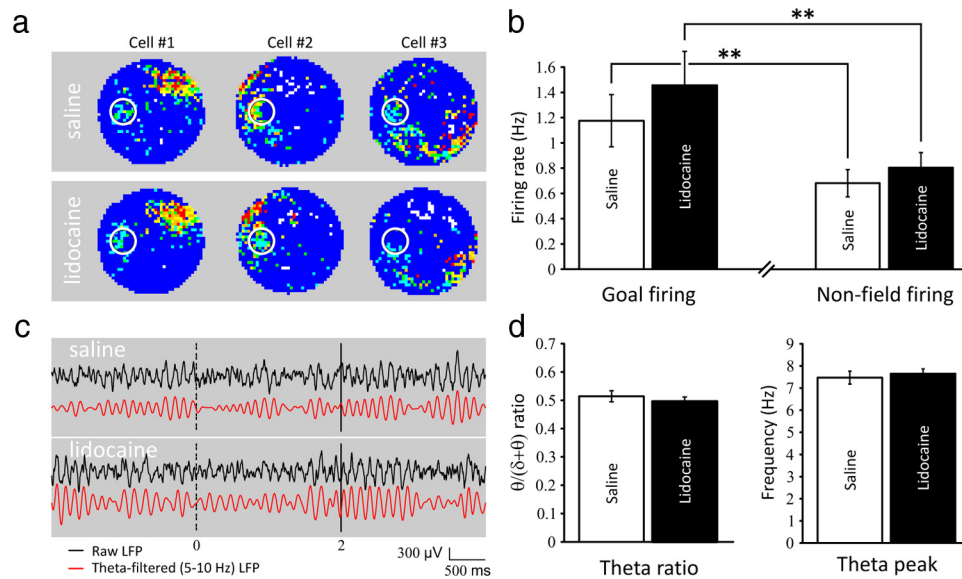 a
Cell #1 Cell #2 Cell #3
saline
lidocaine
b
**
**
Firing rate (Hz)
1.6
1.4
1.2
1
0.8
0.6
0.4
0.2
0
Saline
Lidocaine
Saline
Lidocaine
Goal firing
Non-field firing
c
saline
lidocaine
0 2
Raw LFP
Theta-filtered (5-10 Hz) LFP
300 µV
500 ms
d
θ/(δ+θ) ratio
0.7
0.6
0.5
0.4
0.3
0.2
0.1
0
Saline
Lidocaine
Theta ratio
Frequency (Hz)
9
8
7
6
5
4
3
2
1
0
Saline
Lidocaine
Theta peak